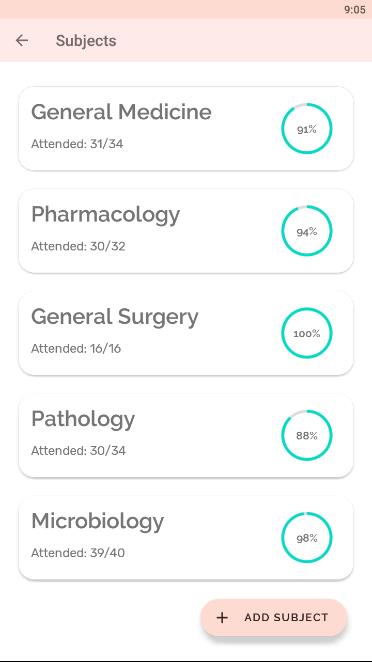 9:05
Subjects
General Medicine
91%
Attended: 31/34
Pharmacology
94%
Attended: 30/32
General Surgery
100%
Attended: 16/16
Pathology
88%
Attended: 30/34
Microbiology
98%
Attended: 39/40
+ ADD SUBJECT